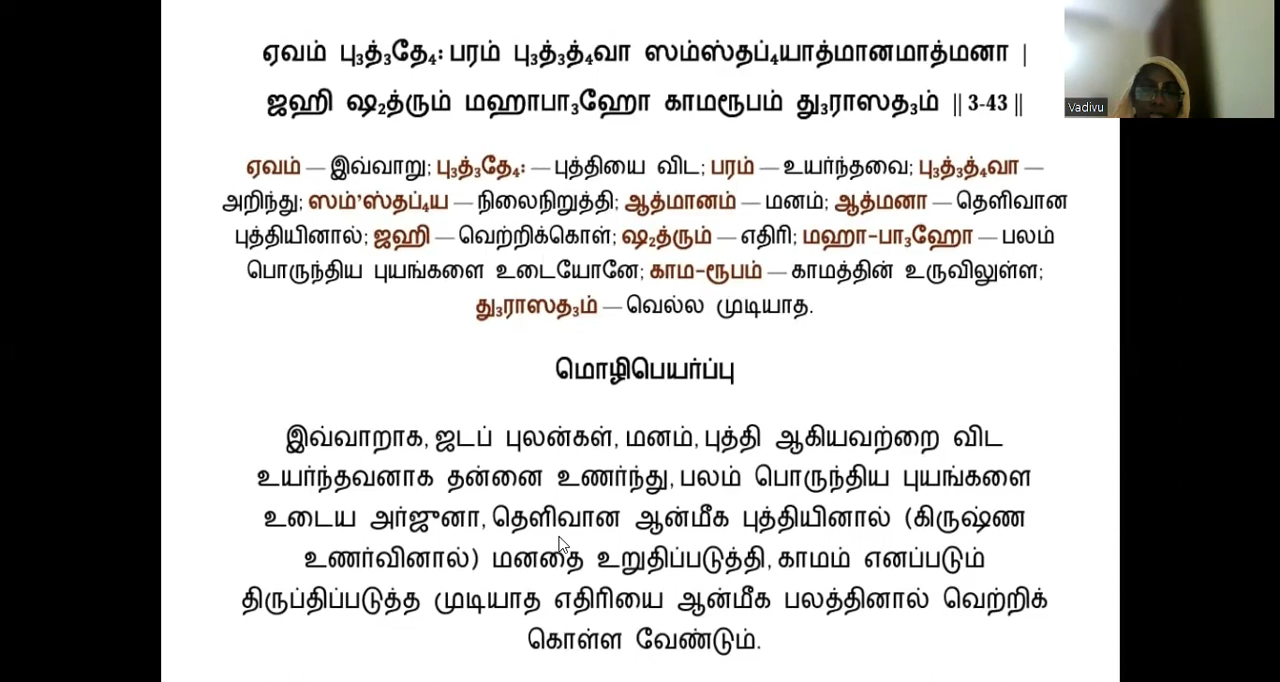 ஏவம் பு₃த்₃தே₄: பரம் பு₃த்₃த்₄வா ஸம்ஸ்தப்₄யாத்மானமாத்மனா |
ஜஹி ஷ₂த்ரும் மஹாபா₃ஹோ காமரூபம் து₃ராஸத₃ம் || 3-43 ||
Vadivu
ஏவம் — இவ்வாறு; பு₃த்₃தே₄: — புத்தியை விட; பரம் — உயர்ந்தவை; பு₃த்₃த்₄வா —
அறிந்து; ஸம்’ஸ்தப்₄ய — நிலைநிறுத்தி; ஆத்மானம் — மனம்; ஆத்மனா — தெளிவான
புத்தியினால்; ஜஹி — வெற்றிக்கொள்; ஷ₂த்ரும் — எதிரி; மஹா-பா₃ஹோ — பலம்
பொருந்திய புயங்களை உடையோனே; காம-ரூபம் — காமத்தின் உருவிலுள்ள;
து₃ராஸத₃ம் — வெல்ல முடியாத.
மொழிபெயர்ப்பு
இவ்வாறாக, ஜடப் புலன்கள், மனம், புத்தி ஆகியவற்றை விட
உயர்ந்தவனாக தன்னை உணர்ந்து, பலம் பொருந்திய புயங்களை
உடைய அர்ஜுனா, தெளிவான ஆன்மீக புத்தியினால் (கிருஷ்ண
உணர்வினால்) மனதை உறுதிப்படுத்தி, காமம் எனப்படும்
திருப்திப்படுத்த முடியாத எதிரியை ஆன்மீக பலத்தினால் வெற்றிக்
கொள்ள வேண்டும்.